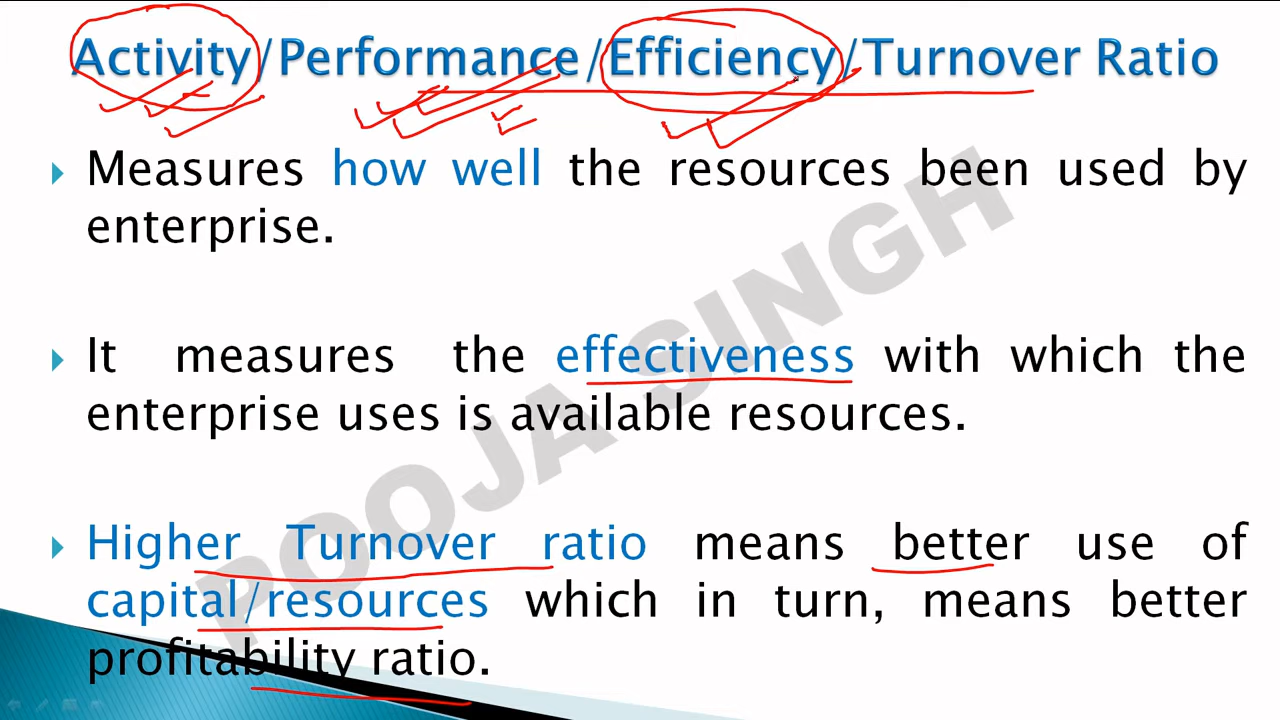 Activity/Performance/Efficiency/Turnover Ratio
Measures how well the resources been used by
enterprise.
It measures the effectiveness with which the
enterprise uses is available resources.
Higher Turnover ratio means better use of
capital/resources which in turn, means better
profitability ratio.
POOJA SINGH